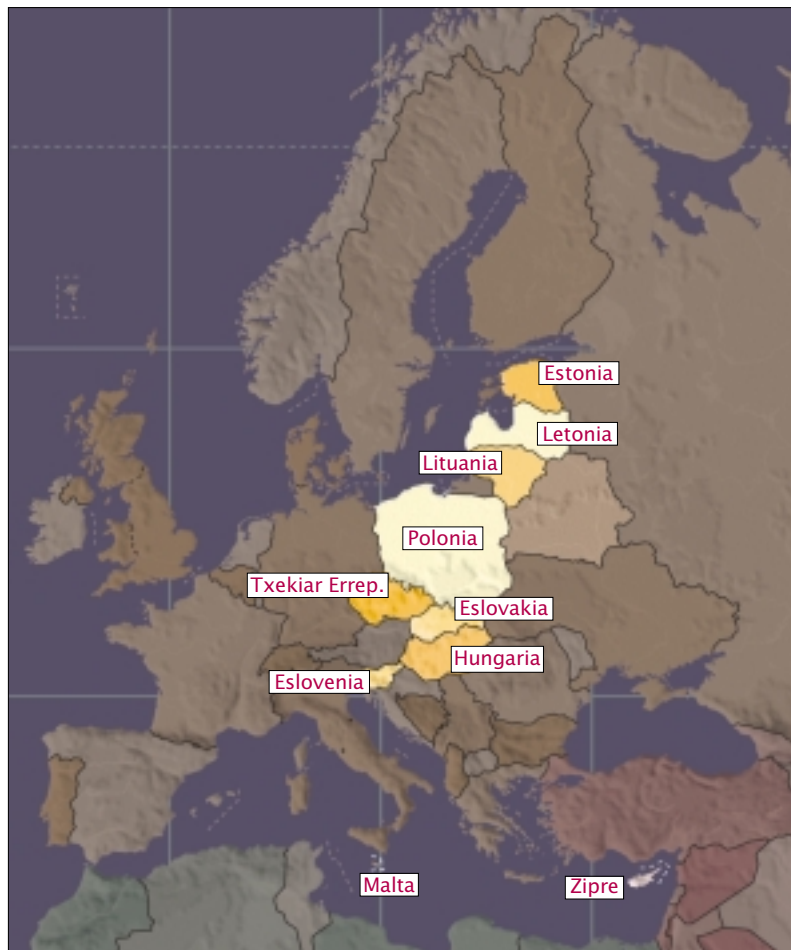 Estonia
Letonia
Lituania
Polonia
Txekiar Errep.
Eslovakia
Hungaria
Eslovenia
Malta
Zipre